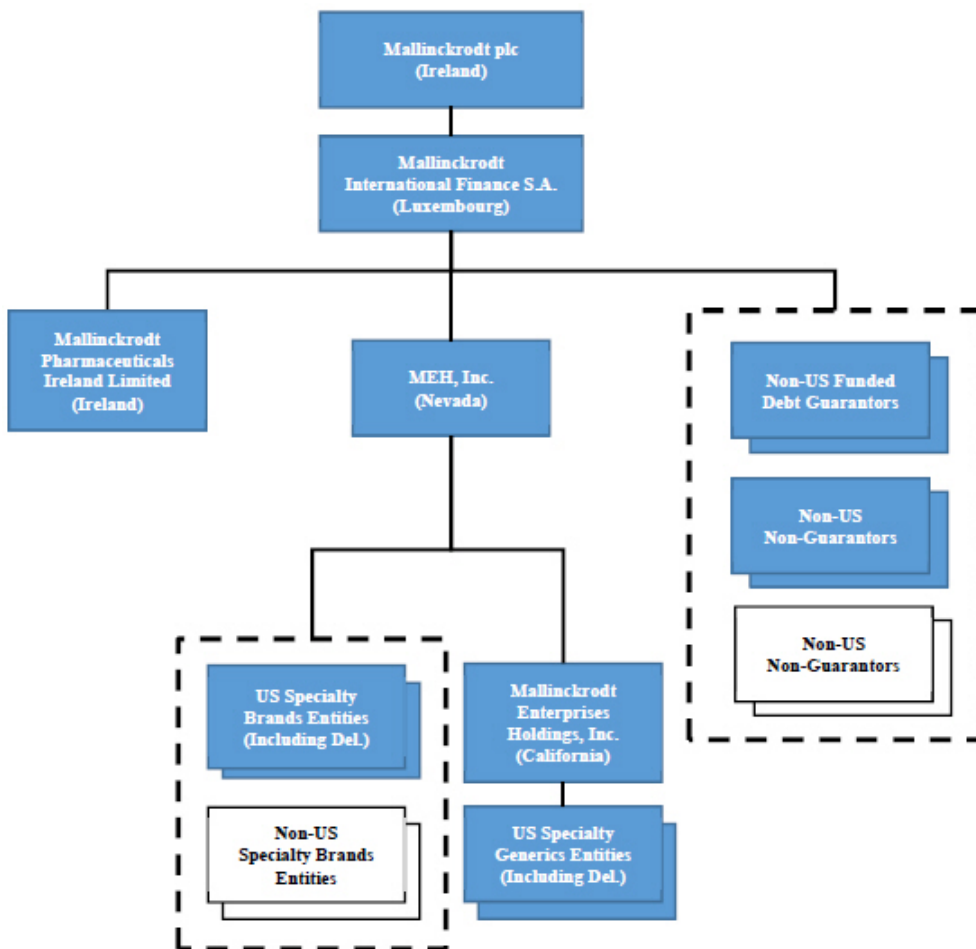 Mallinckrodt plc
(Ireland)
Mallinckrodt
International Finance S.A.
(Luxembourg)
Mallinckrodt
Pharmaceuticals
Ireland Limited
(Ireland)
MEH, Inc.
(Nevada)
Non-US Funded
Debt Guarantors
Non-US
Non-Guarantors
Non-US
Non-Guarantors
US Specialty
Brands Entities
(Including Del.)
Non-US
Specialty Brands
Entities
Mallinckrodt
Enterprises
Holdings, Inc.
(California)
US Specialty
Generics Entities
(Including Del.)